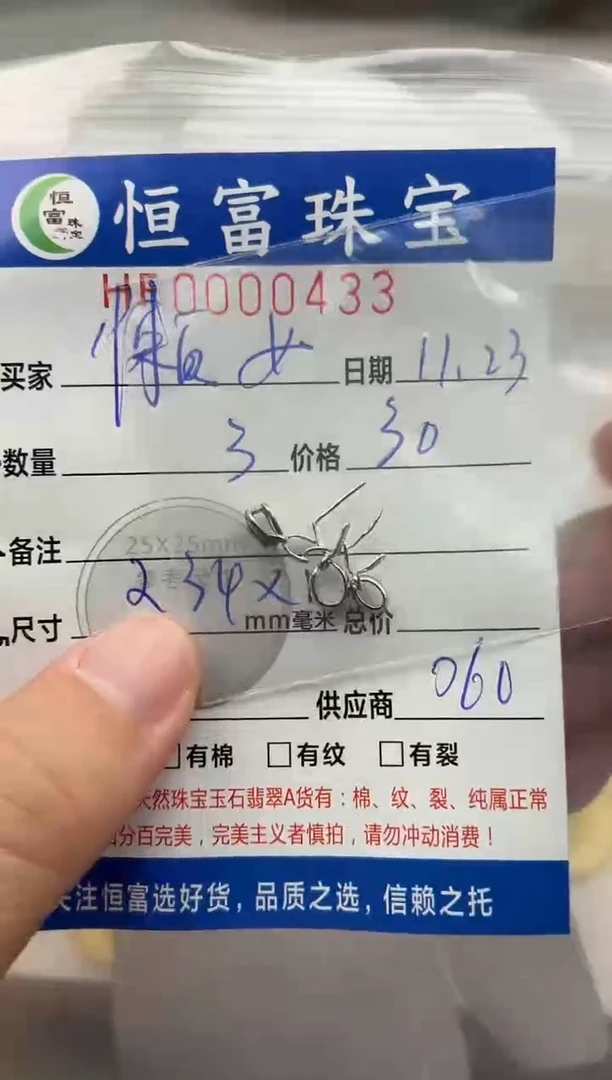 恒富珠宝 恒富珠宝
HF0000433
买家 女 日期 11.23
数量 3 价格 30
备注 25X25mm
尺寸 mm毫米 总价
供应商 060
有棉 有纹 有裂
天然珠宝玉石翡翠A货有：棉、纹、裂、纯属正常
分百完美，完美主义者慎拍，请勿冲动消费！
关注恒富选好货，品质之选，信赖之托